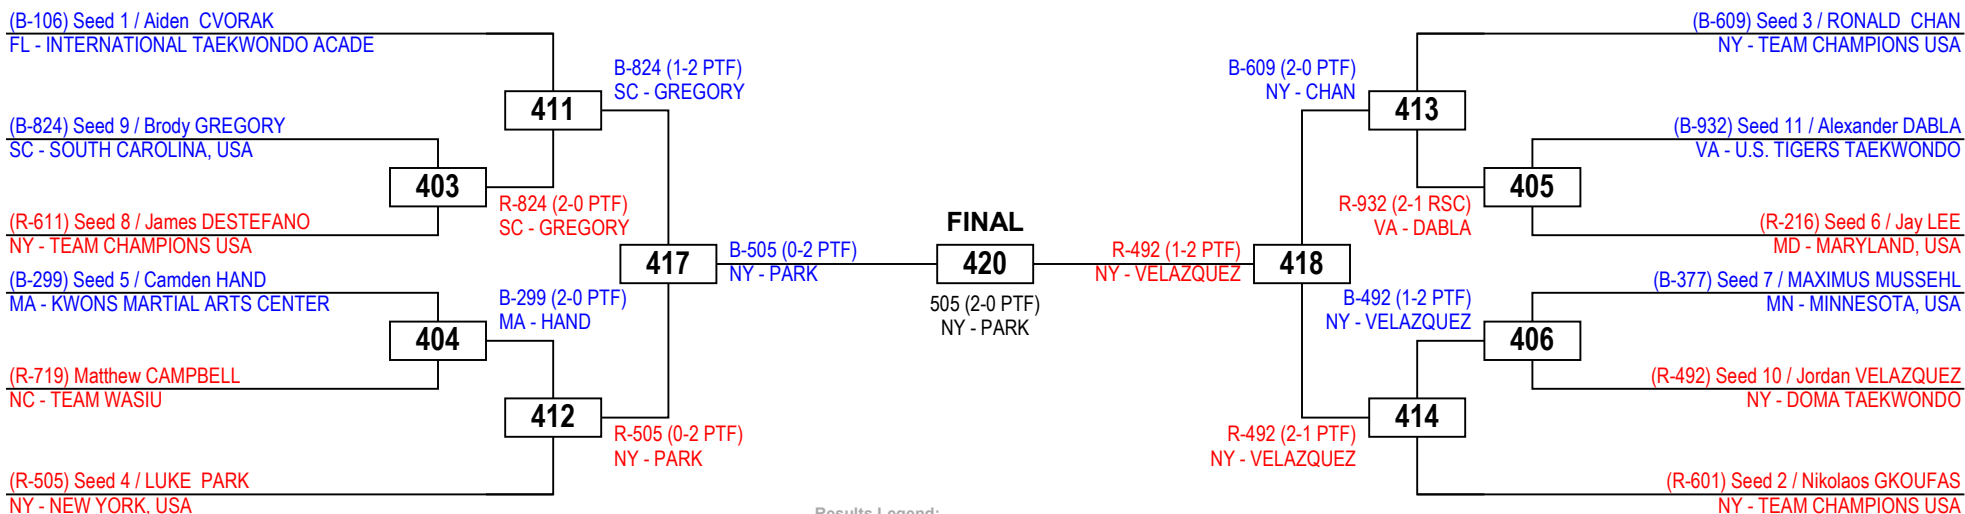 (B-106) Seed 1 / Aiden  CVORAK
FL - INTERNATIONAL TAEKWONDO ACADE
(B-824) Seed 9 / Brody GREGORY
SC - SOUTH CAROLINA, USA
(R-611) Seed 8 / James DESTEFANO
NY - TEAM CHAMPIONS USA
(B-299) Seed 5 / Camden HAND
MA - KWONS MARTIAL ARTS CENTER
(R-719) Matthew CAMPBELL
NC - TEAM WASIU
(R-505) Seed 4 / LUKE  PARK
NY - NEW YORK, USA
403
R-824 (2-0 PTF)
SC - GREGORY
404
B-299 (2-0 PTF)
MA - HAND
411
B-824 (1-2 PTF)
SC - GREGORY
412
R-505 (0-2 PTF)
NY - PARK
417
B-505 (0-2 PTF)
NY - PARK
FINAL
420
505 (2-0 PTF)
NY - PARK
R-492 (1-2 PTF)
NY - VELAZQUEZ
418
B-609 (2-0 PTF)
NY - CHAN
413
R-932 (2-1 RSC)
VA - DABLA
405
B-492 (1-2 PTF)
NY - VELAZQUEZ
406
R-492 (2-1 PTF)
NY - VELAZQUEZ
414
(B-609) Seed 3 / RONALD  CHAN
NY - TEAM CHAMPIONS USA
(B-932) Seed 11 / Alexander DABLA
VA - U.S. TIGERS TAEKWONDO
(R-216) Seed 6 / Jay LEE
MD - MARYLAND, USA
(B-377) Seed 7 / MAXIMUS MUSSEHL
MN - MINNESOTA, USA
(R-492) Seed 10 / Jordan VELAZQUEZ
NY - DOMA TAEKWONDO
(R-601) Seed 2 / Nikolaos GKOUFAS
NY - TEAM CHAMPIONS USA
Results Legend: